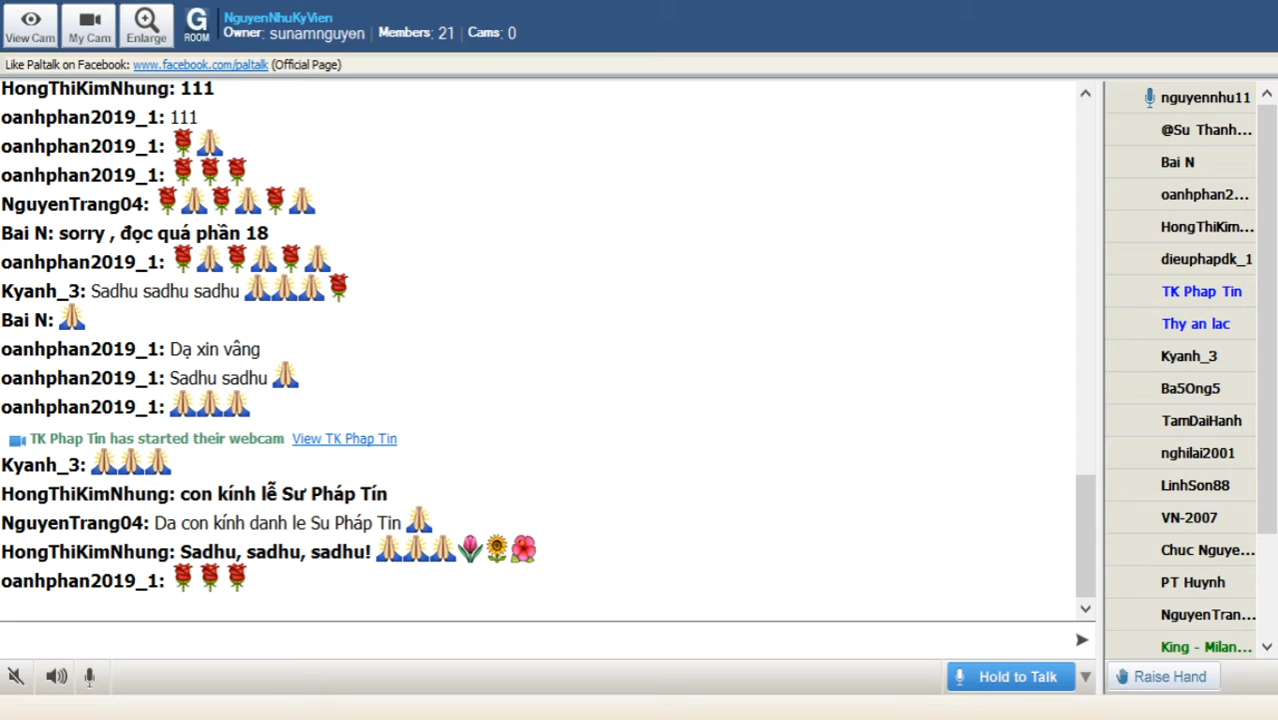 View Cam
My Cam
Enlarge
G
ROOM
NguyenNhuKyVien
Owner: sunamnguyen | Members: 21 | Cams: 0
Like Paltalk on Facebook: www.facebook.com/paltalk (Official Page)
HongThiKimNhung: 111
oanhphan2019_1: 111
oanhphan2019_1: 🌹🙏
oanhphan2019_1: 🌹🌹🌹
NguyenTrang04: 🌹🙏🌹🙏🌹🙏
Bai N: sorry , đọc quá phần 18
oanhphan2019_1: 🌹🙏🌹🙏🌹🙏
Kyanh_3: Sadhu sadhu sadhu 🙏🙏🙏🌹
Bai N: 🙏
oanhphan2019_1: Dạ xin vâng
oanhphan2019_1: Sadhu sadhu 🙏
oanhphan2019_1: 🙏🙏🙏
TK Phap Tin has started their webcam View TK Phap Tin
Kyanh_3: 🙏🙏🙏
HongThiKimNhung: con kính lễ Sư Pháp Tín
NguyenTrang04: Da con kính danh le Su Pháp Tin 🙏
HongThiKimNhung: Sadhu, sadhu, sadhu! 🙏🙏🙏🌷🌻🌺
oanhphan2019_1: 🌹🌹🌹
nguyennhu11
@Su Thanh...
Bai N
oanhphan2...
HongThiKim...
dieuphapdk_1
TK Phap Tin
Thy an lac
Kyanh_3
Ba5Ong5
TamDaiHanh
nghilai2001
LinhSon88
VN-2007
Chuc Nguye...
PT Huynh
NguyenTran...
King - Milan...
Hold to Talk
Raise Hand